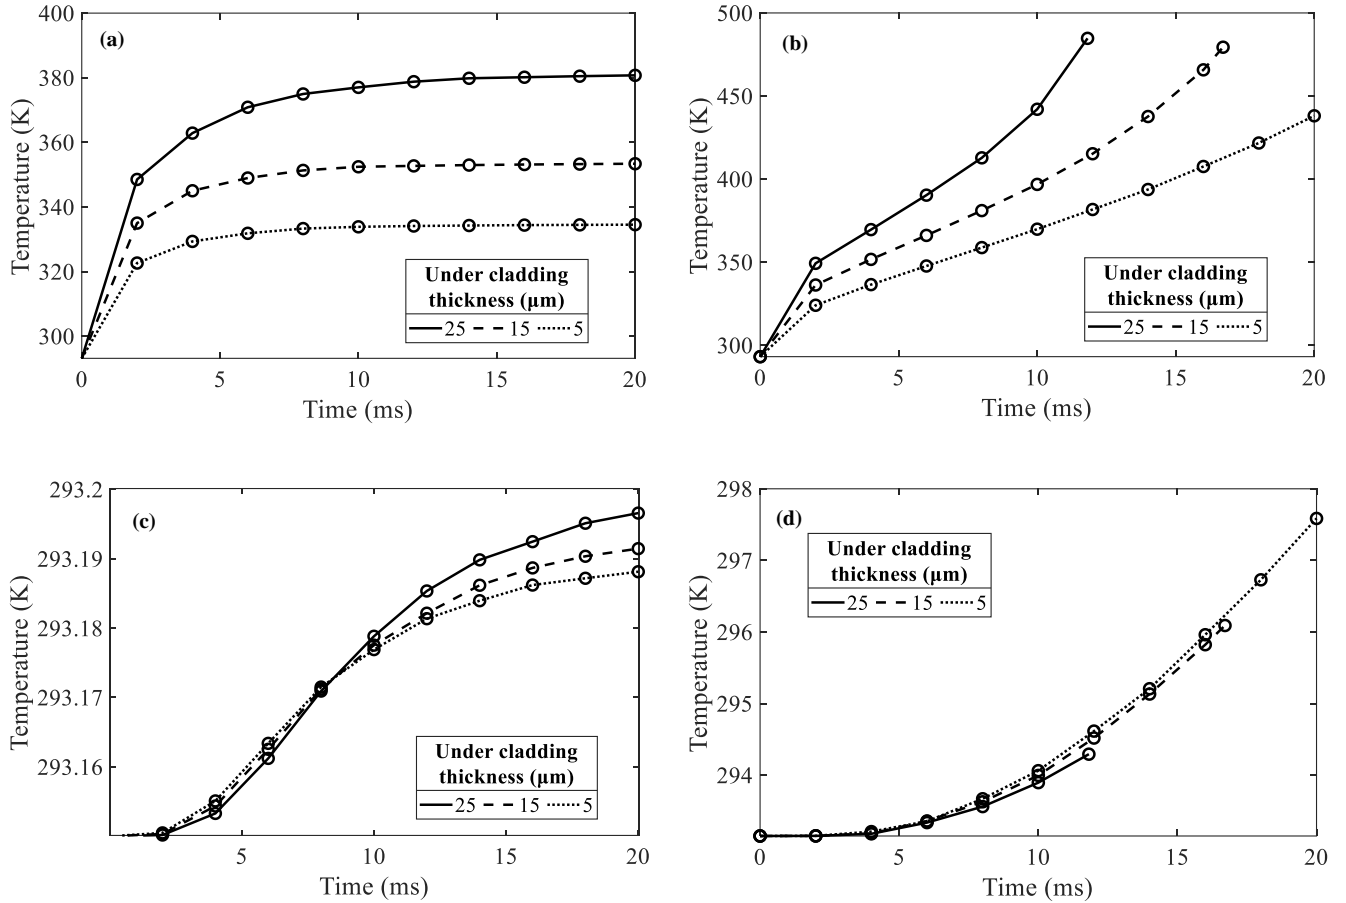 400
380
360
340
320
300
Temperature (K)
(a)
Under cladding
thickness (µm)
25 15 5
0 5 10 15 20
Time (ms)
500
450
400
350
300
Temperature (K)
(b)
Under cladding
thickness (µm)
25 15 5
0 5 10 15 20
Time (ms)
293.2
293.19
293.18
293.17
293.16
Temperature (K)
(c)
Under cladding
thickness (µm)
25 15 5
5 10 15 20
Time (ms)
298
297
296
295
294
Temperature (K)
(d)
Under cladding
thickness (µm)
25 15 5
0 5 10 15 20
Time (ms)